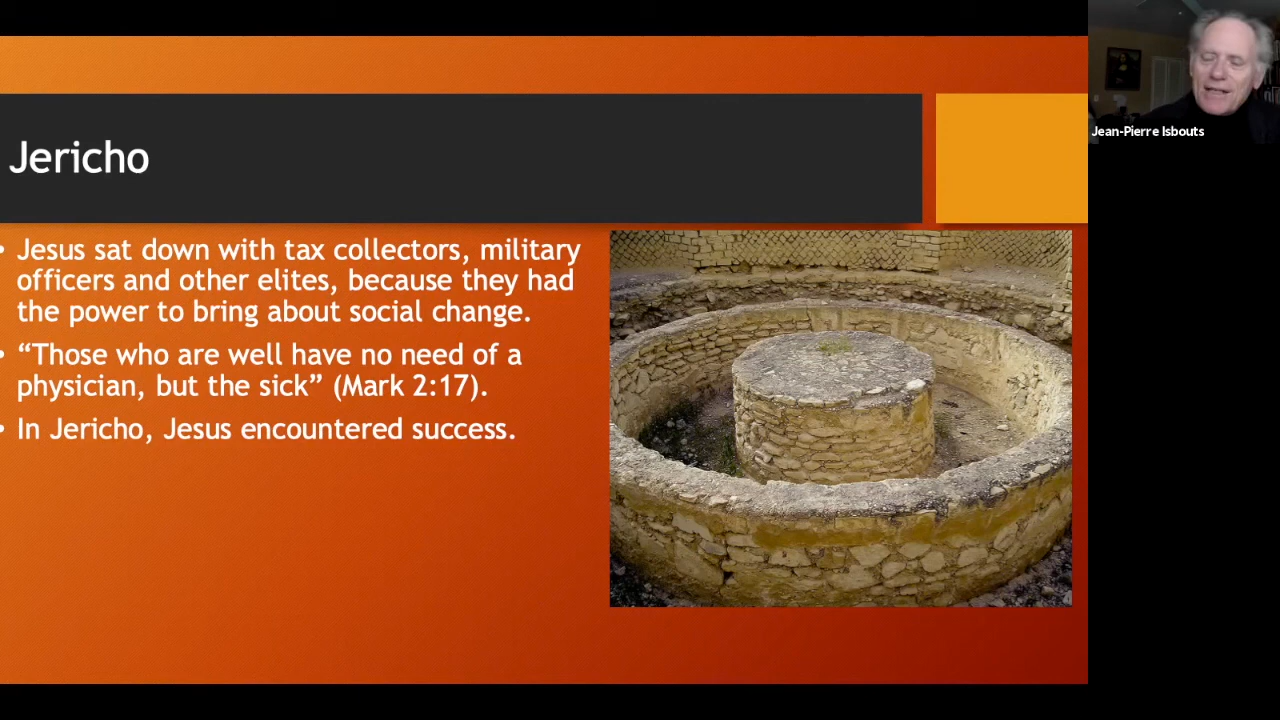 Jericho
• Jesus sat down with tax collectors, military
officers and other elites, because they had
the power to bring about social change.
• “Those who are well have no need of a
physician, but the sick” (Mark 2:17).
• In Jericho, Jesus encountered success.
Jean-Pierre Isbouts